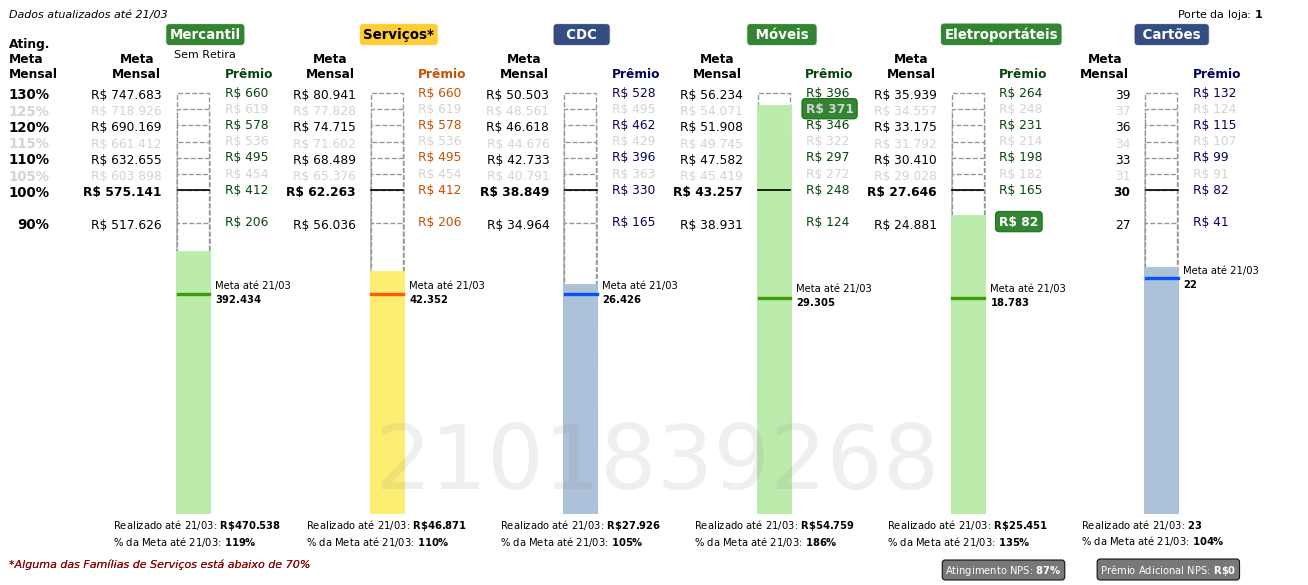 Dados atualizados até 21/03
Porte da loja: 1
Mercantil Serviços* CDC Móveis Eletroportáteis Cartões
Sem Retira
Ating. Meta Mensal
Meta Mensal Prêmio Meta Mensal Prêmio Meta Mensal Prêmio Meta Mensal Prêmio Meta Mensal Prêmio Meta Mensal Prêmio
130% R$ 747.683 R$ 660 R$ 80.941 R$ 660 R$ 50.503 R$ 528 R$ 56.234 R$ 396 R$ 35.939 R$ 264 39 R$ 132
125% R$ 718.926 R$ 619 R$ 77.828 R$ 619 R$ 48.561 R$ 495 R$ 54.071 R$ 371 R$ 34.557 R$ 248 37 R$ 124
120% R$ 690.169 R$ 578 R$ 74.715 R$ 578 R$ 46.618 R$ 462 R$ 51.908 R$ 346 R$ 33.175 R$ 231 36 R$ 115
115% R$ 661.412 R$ 536 R$ 71.602 R$ 536 R$ 44.676 R$ 429 R$ 49.745 R$ 322 R$ 31.792 R$ 214 34 R$ 107
110% R$ 632.655 R$ 495 R$ 68.489 R$ 495 R$ 42.733 R$ 396 R$ 47.582 R$ 297 R$ 30.410 R$ 198 33 R$ 99
105% R$ 603.898 R$ 454 R$ 65.376 R$ 454 R$ 40.791 R$ 363 R$ 45.419 R$ 272 R$ 29.028 R$ 182 31 R$ 91
100% R$ 575.141 R$ 412 R$ 62.263 R$ 412 R$ 38.849 R$ 330 R$ 43.257 R$ 248 R$ 27.646 R$ 165 30 R$ 82
90% R$ 517.626 R$ 206 R$ 56.036 R$ 206 R$ 34.964 R$ 165 R$ 38.931 R$ 124 R$ 24.881 R$ 82 27 R$ 41
Meta até 21/03 Meta até 21/03 Meta até 21/03 Meta até 21/03 Meta até 21/03 Meta até 21/03
392.434 42.352 26.426 29.305 18.783 22
2101839268
Realizado até 21/03: R$470.538 Realizado até 21/03: R$46.871 Realizado até 21/03: R$27.926 Realizado até 21/03: R$54.759 Realizado até 21/03: R$25.451 Realizado até 21/03: 23
% da Meta até 21/03: 119% % da Meta até 21/03: 110% % da Meta até 21/03: 105% % da Meta até 21/03: 186% % da Meta até 21/03: 135% % da Meta até 21/03: 104%
*Alguma das Famílias de Serviços está abaixo de 70%
Atingimento NPS: 87% Prêmio Adicional NPS: R$0